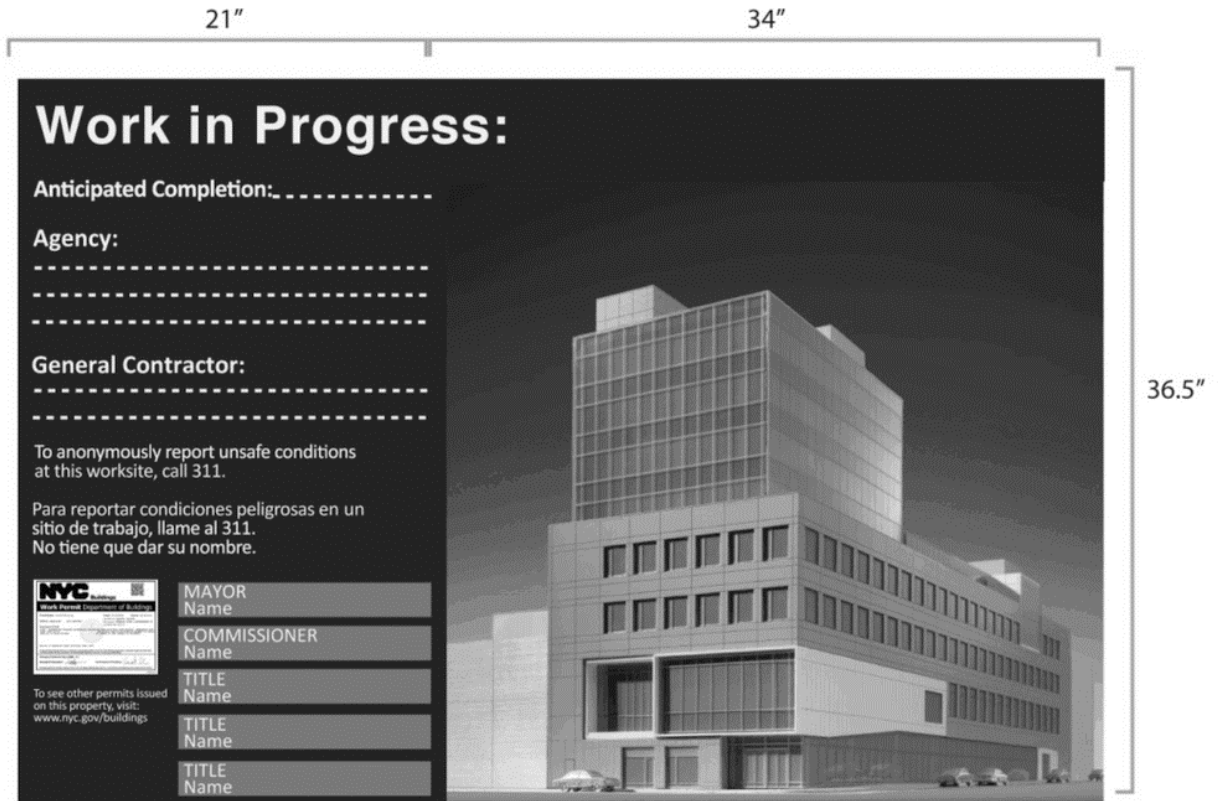 21"
34"
36.5"
Work in Progress:
Anticipated Completion:
Agency:
General Contractor:
To anonymously report unsafe conditions
at this worksite, call 311.
Para reportar condiciones peligrosas en un
sitio de trabajo, llame al 311.
No tiene que dar su nombre.
NYC Buildings
Work Permit Department of Buildings
To see other permits issued
on this property, visit:
www.nyc.gov/buildings
MAYOR
Name
COMMISSIONER
Name
TITLE
Name
TITLE
Name
TITLE
Name